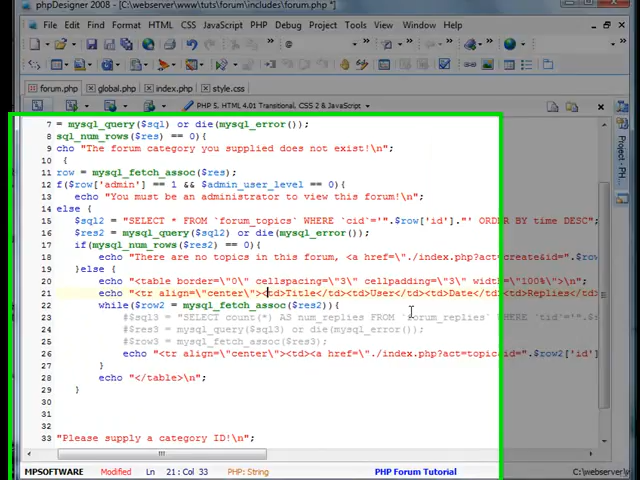 phpDesigner 2008 - [C:\webserver\www\tuts\forum\includes\forum.php *]
File Edit Search Format HTML CSS JavaScript PHP Debug Project Tools View Window Help
PHP 5, HTML 4.01 Transitional, CSS 2 & JavaScript
forum.php global.php index.php style.css
7 = mysql_query($sql) or die(mysql_error());
8 sql_num_rows($res) == 0){
9 cho "The forum category you supplied does not exist!\n";
10 {
11 row = mysql_fetch_assoc($res);
12 f($row['admin'] == 1 && $admin_user_level == 0){
13 echo "You must be an administrator to view this forum!\n";
14 else {
15 $sql2 = "SELECT * FROM `forum_topics` WHERE `cid`='".$row['id']."' ORDER BY time DESC";
16 $res2 = mysql_query($sql2) or die(mysql_error());
17 if(mysql_num_rows($res2) == 0){
18 echo "There are no topics in this forum, <a href=\"./index.php?act=create&id=".$row
19 }else {
20 echo "<table border=\"0\" cellspacing=\"3\" cellpadding=\"3\" width=\"100%\">\n";
21 echo "<tr align=\"center\"><td>Title</td><td>User</td><td>Date</td><td>Replies</td>
22 while($row2 = mysql_fetch_assoc($res2)){
23 #$sql3 = "SELECT count(*) AS num_replies FROM `forum_replies` WHERE `tid`='".$
24 #$res3 = mysql_query($sql3) or die(mysql_error());
25 #$row3 = mysql_fetch_assoc($res3);
26 echo "<tr align=\"center\"><td><a href=\"./index.php?act=topic&id=".$row2['id']
27 }
28 echo "</table>\n";
29 }
30
31
32
33 "Please supply a category ID!\n";
Project - PH
MPSOFTWARE Modified Ln 21 : Col 33 PHP: String PHP Forum Tutorial C:\webserver\w